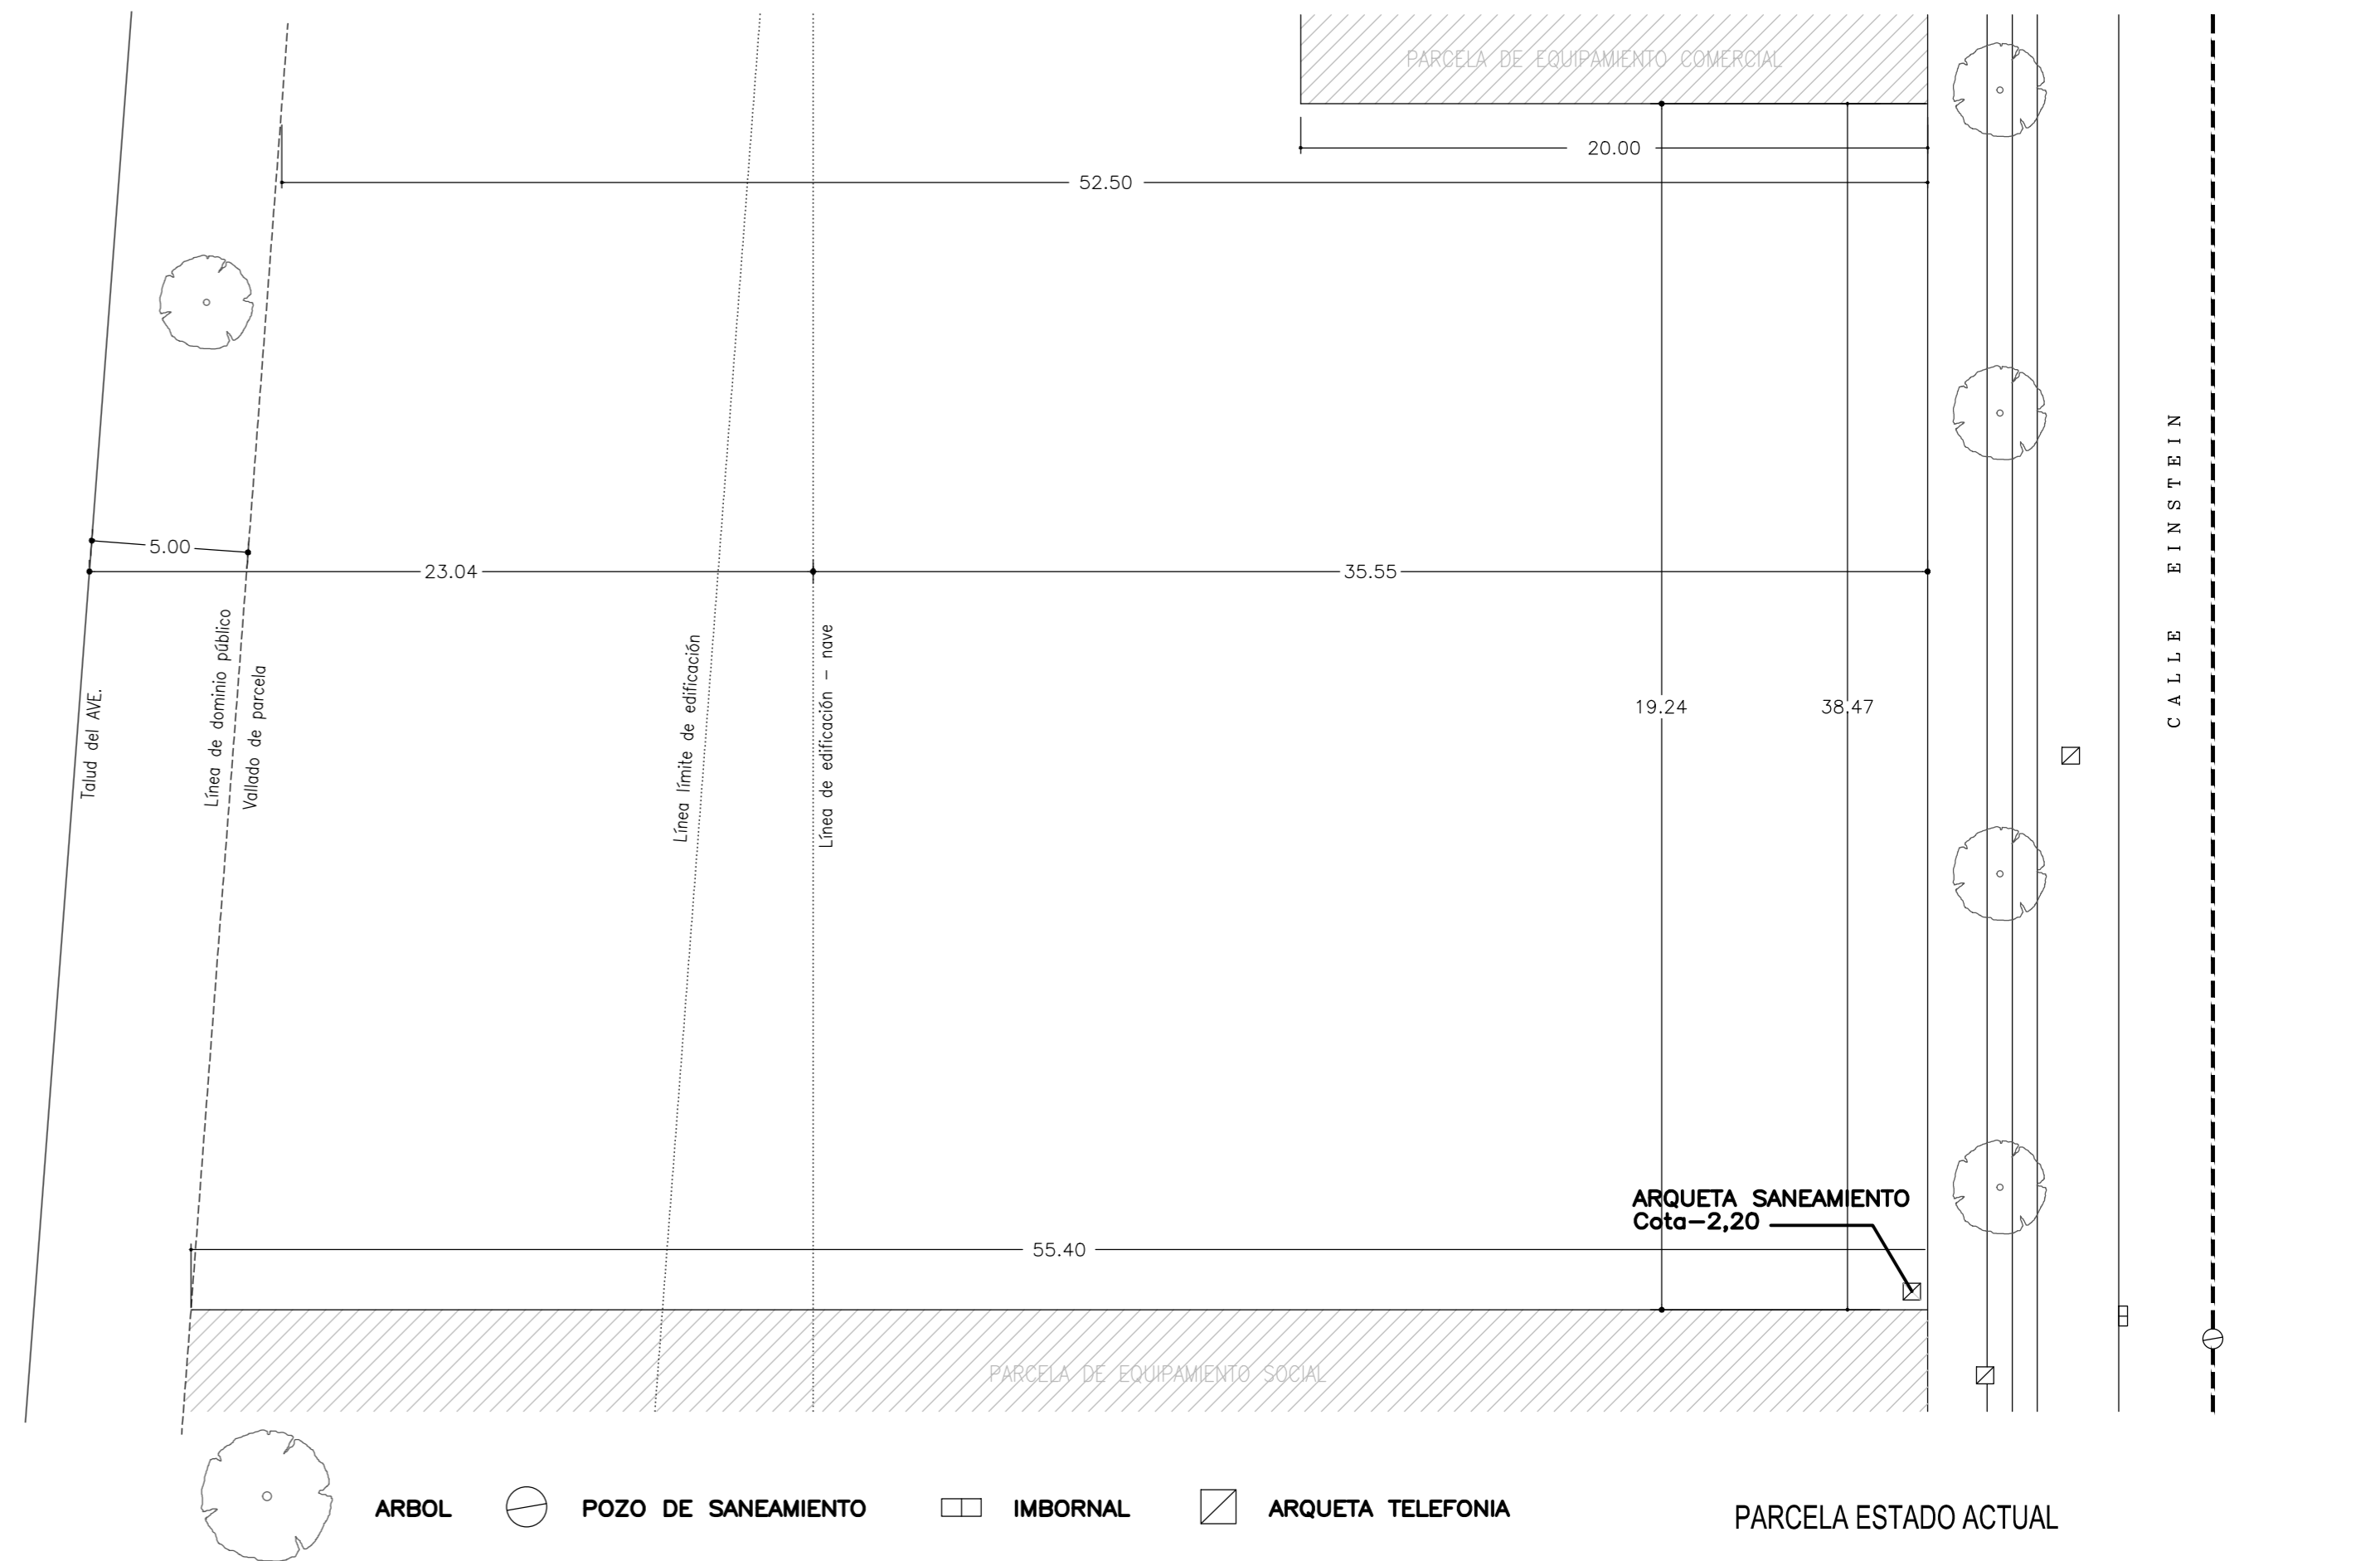 PARCELA DE EQUIPAMIENTO COMERCIAL
20.00
52.50
5.00
23.04
35.55
CALLE EINSTEIN
Talud del AVE.
Línea de dominio público
Vallado de parcela
Línea límite de edificación
Línea de edificación - nave
19.24
38.47
ARQUETA SANEAMIENTO
Cota-2,20
55.40
PARCELA DE EQUIPAMIENTO SOCIAL
ARBOL
POZO DE SANEAMIENTO
IMBORNAL
ARQUETA TELEFONIA
PARCELA ESTADO ACTUAL